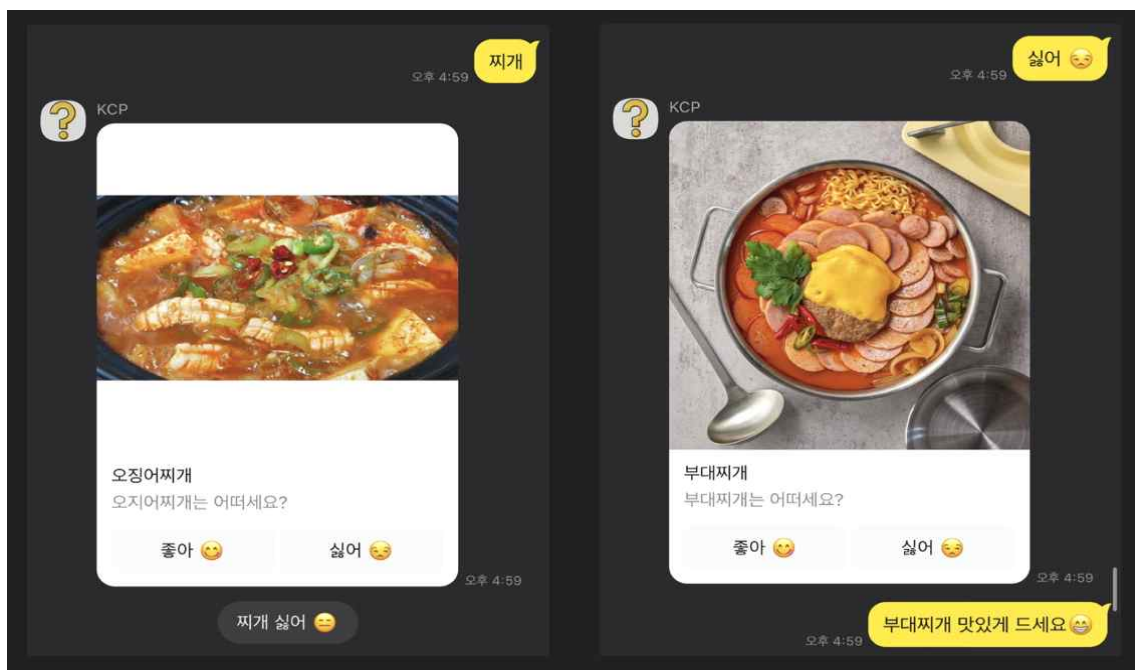 찌개
오후 4:59
KCP
오징어찌개
오지어찌개는 어떠세요?
좋아 😋
싫어 😒
오후 4:59
찌개 싫어 😑
싫어 😒
오후 4:59
KCP
부대찌개
부대찌개는 어떠세요?
좋아 😋
싫어 😒
오후 4:59
부대찌개 맛있게 드세요😁
오후 4:59